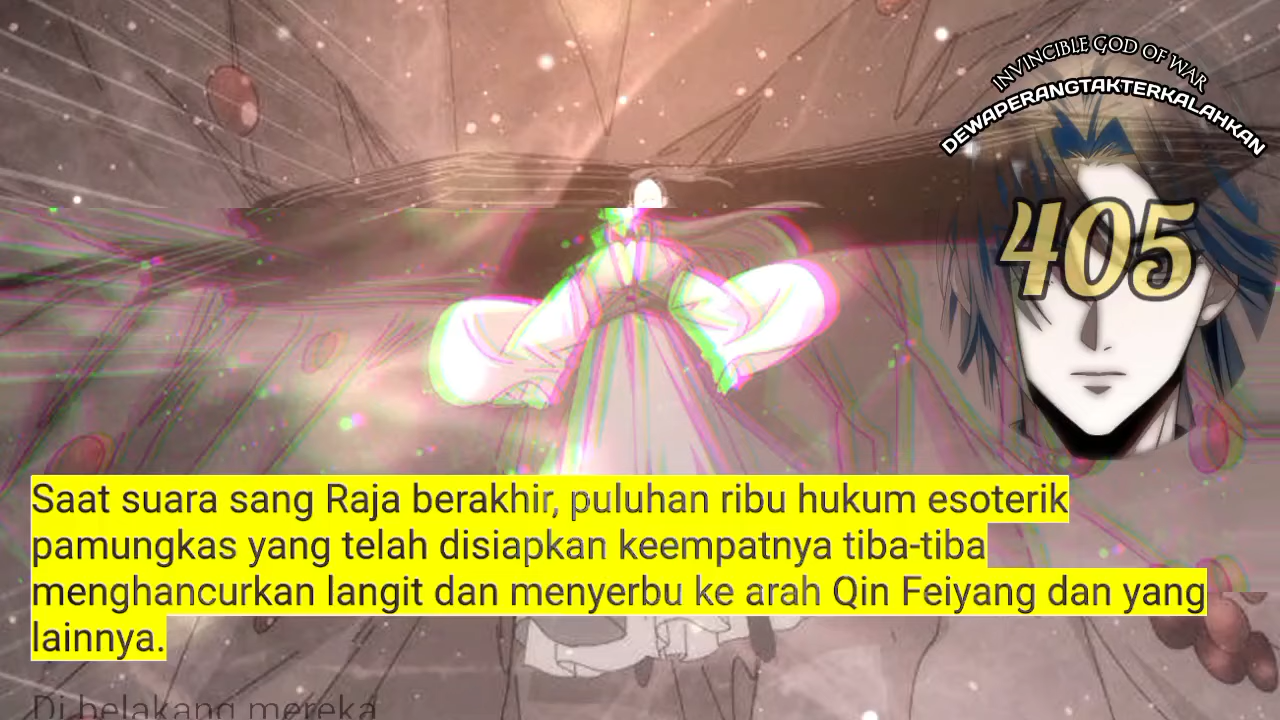 INVINCIBLE GOD OF WAR
DEWAPERANGTAKTERKALAHKAN
405
Saat suara sang Raja berakhir, puluhan ribu hukum esoterik
pamungkas yang telah disiapkan keempatnya tiba-tiba
menghancurkan langit dan menyerbu ke arah Qin Feiyang dan yang
lainnya.
Di belakang mereka